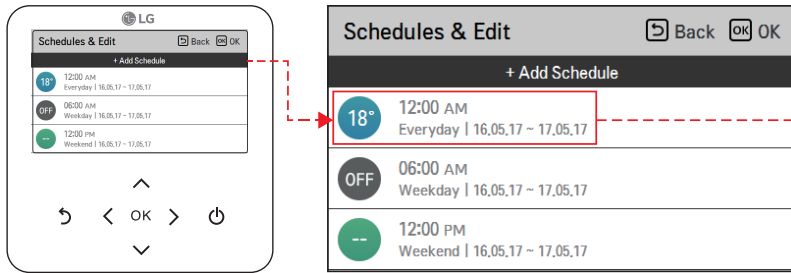 LG
Schedules & Edit Back OK OK
+ Add Schedule
18° 12:00 AM
Everyday | 16.05.17 ~ 17.05.17
OFF 06:00 AM
Weekday | 16.05.17 ~ 17.05.17
-- 12:00 PM
Weekend | 16.05.17 ~ 17.05.17
OK
Schedules & Edit Back OK OK
+ Add Schedule
18° 12:00 AM
Everyday | 16.05.17 ~ 17.05.17
OFF 06:00 AM
Weekday | 16.05.17 ~ 17.05.17
-- 12:00 PM
Weekend | 16.05.17 ~ 17.05.17